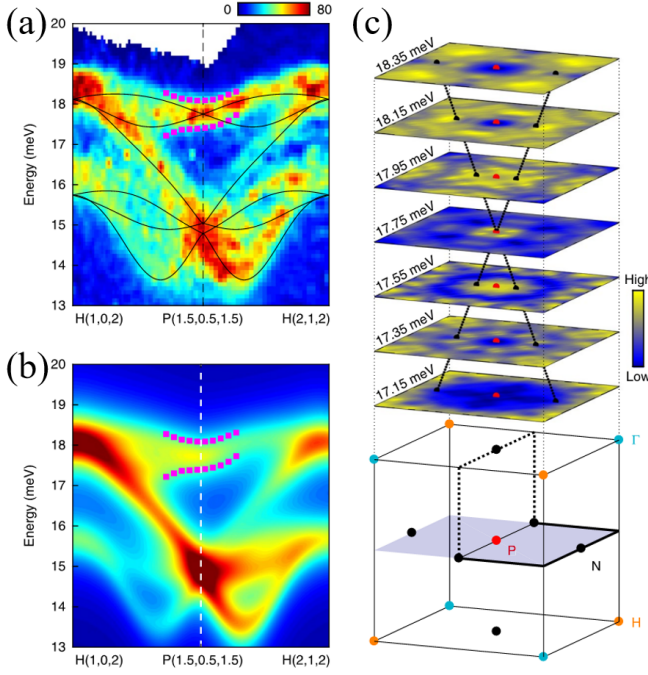 (a)
0
80
(c)
20
19
18
17
16
15
14
13
Energy (meV)
H(1,0,2)
P(1.5,0.5,1.5)
H(2,1,2)
(b)
20
19
18
17
16
15
14
13
Energy (meV)
H(1,0,2)
P(1.5,0.5,1.5)
H(2,1,2)
18.35 meV
18.15 meV
17.95 meV
17.75 meV
17.55 meV
17.35 meV
17.15 meV
High
Low
Γ
P
N
H